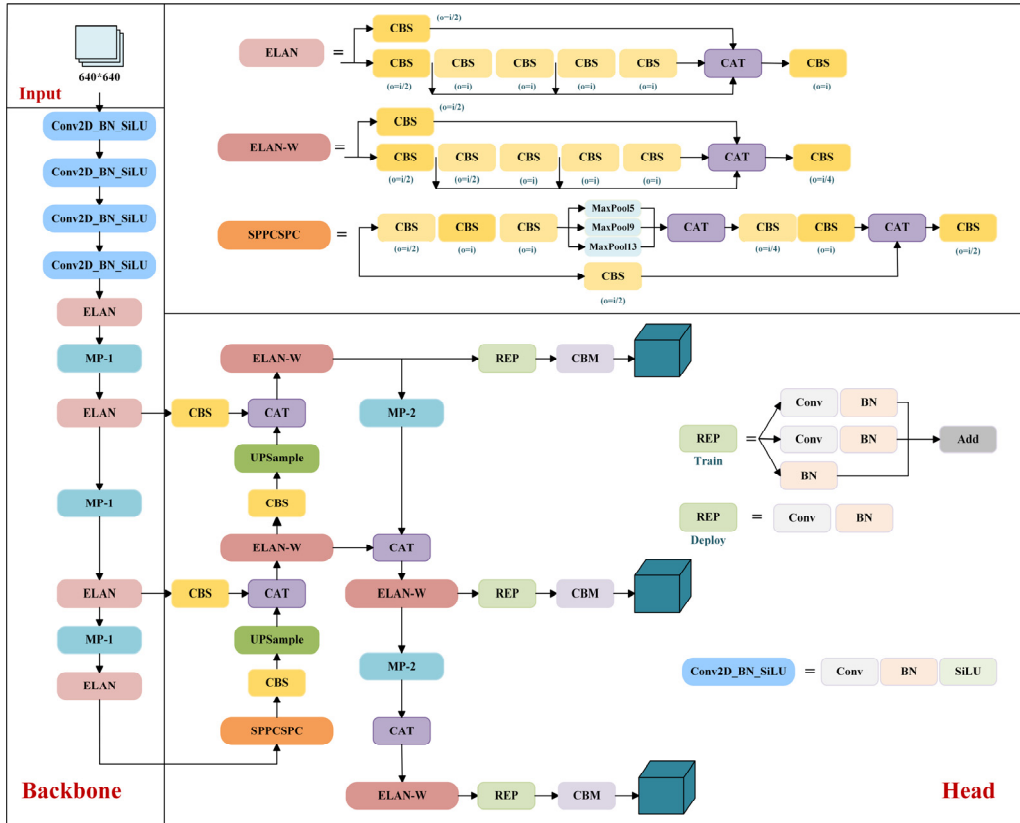 640*640
Input
Conv2D_BN_SiLU
Conv2D_BN_SiLU
Conv2D_BN_SiLU
Conv2D_BN_SiLU
ELAN
MP-1
ELAN
MP-1
ELAN
MP-1
ELAN
Backbone
ELAN =
CBS (o=i/2)
CBS CBS CBS CBS CBS CAT CBS
(o=i/2) (o=i) (o=i) (o=i) (o=i) (o=i)
ELAN-W =
CBS (o=i/2)
CBS CBS CBS CBS CBS CAT CBS
(o=i/2) (o=i/2) (o=i) (o=i) (o=i) (o=i/4)
SPPCSPC =
CBS CBS CBS
(o=i/2) (o=i) (o=i)
MaxPool5
MaxPool9
MaxPool13
CAT CBS CBS CAT CBS
(o=i/4) (o=i) (o=i/2)
CBS
(o=i/2)
ELAN-W REP CBM
CBS CAT MP-2
UPSample
CBS
ELAN-W CAT
CBS CAT ELAN-W REP CBM
UPSample MP-2
CBS
SPPCSPC CAT
ELAN-W REP CBM
REP =
Train
Conv BN
Conv BN
BN
Add
REP = Conv BN
Deploy
Conv2D_BN_SiLU = Conv BN SiLU
Head